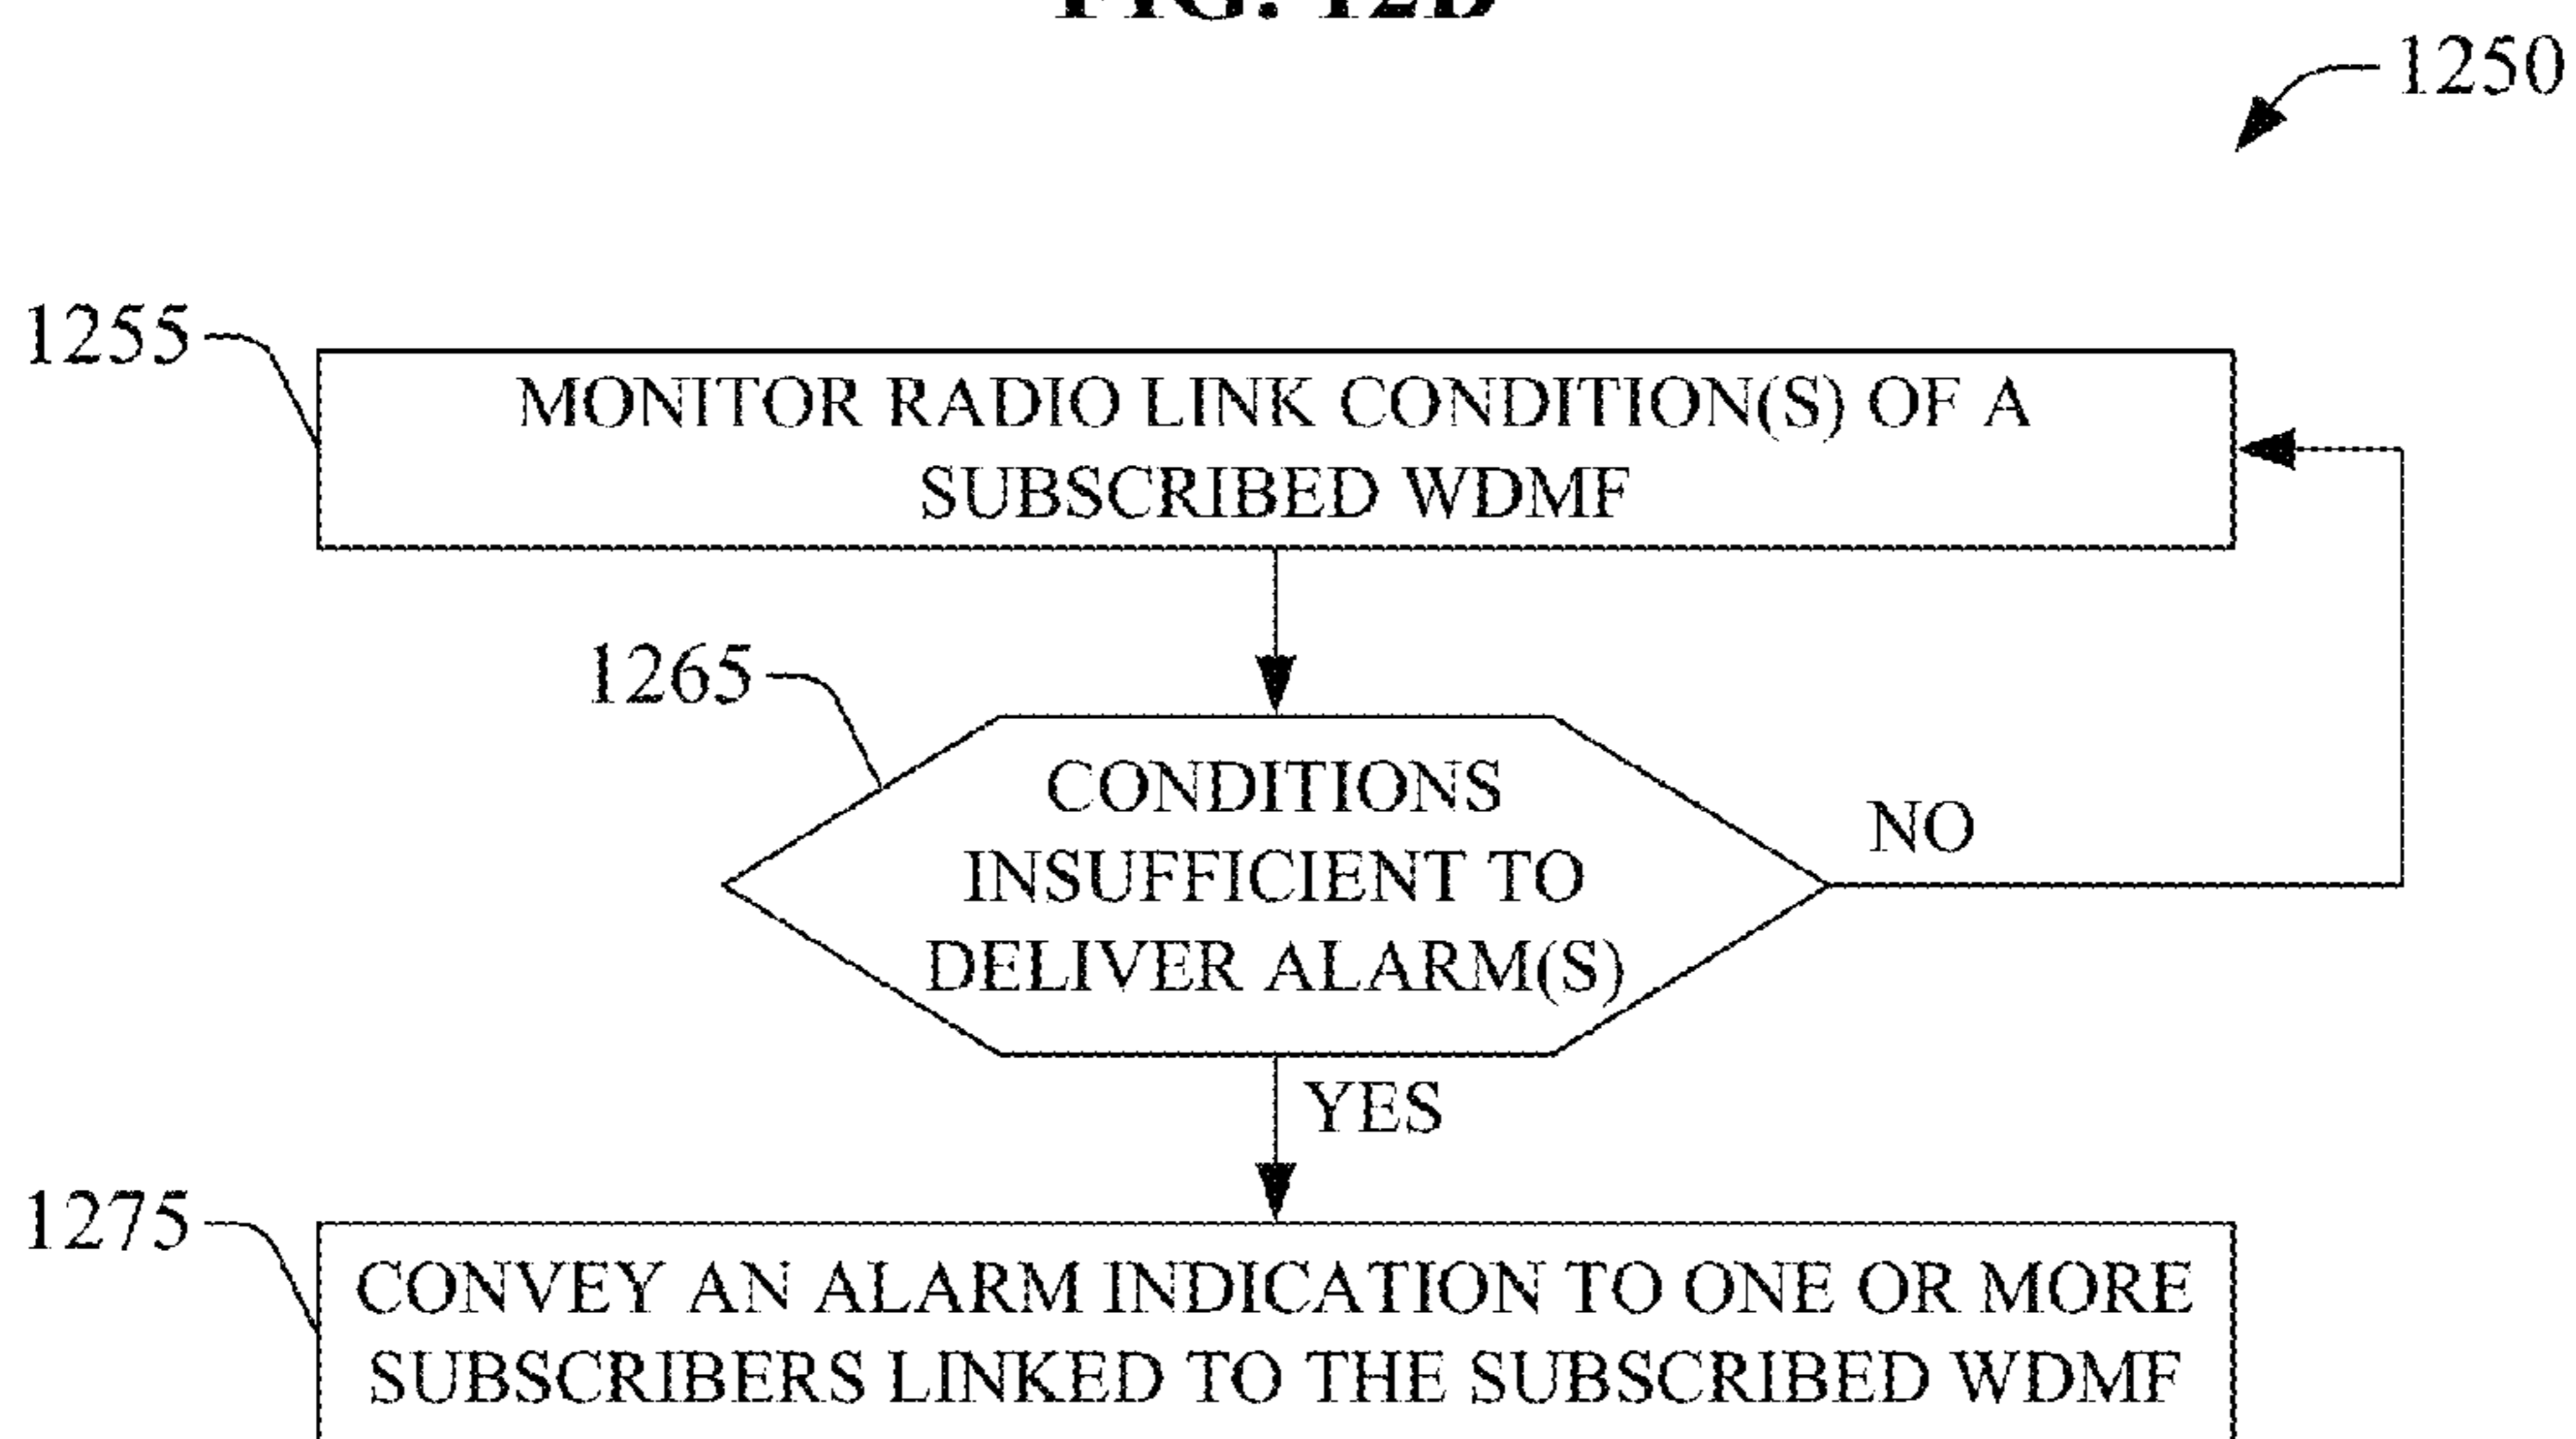 1250
1255
MONITOR RADIO LINK CONDITION(S) OF A
SUBSCRIBED WDMF
1265
CONDITIONS
INSUFFICIENT TO
DELIVER ALARM(S)
NO
YES
1275
CONVEY AN ALARM INDICATION TO ONE OR MORE
SUBSCRIBERS LINKED TO THE SUBSCRIBED WDMF